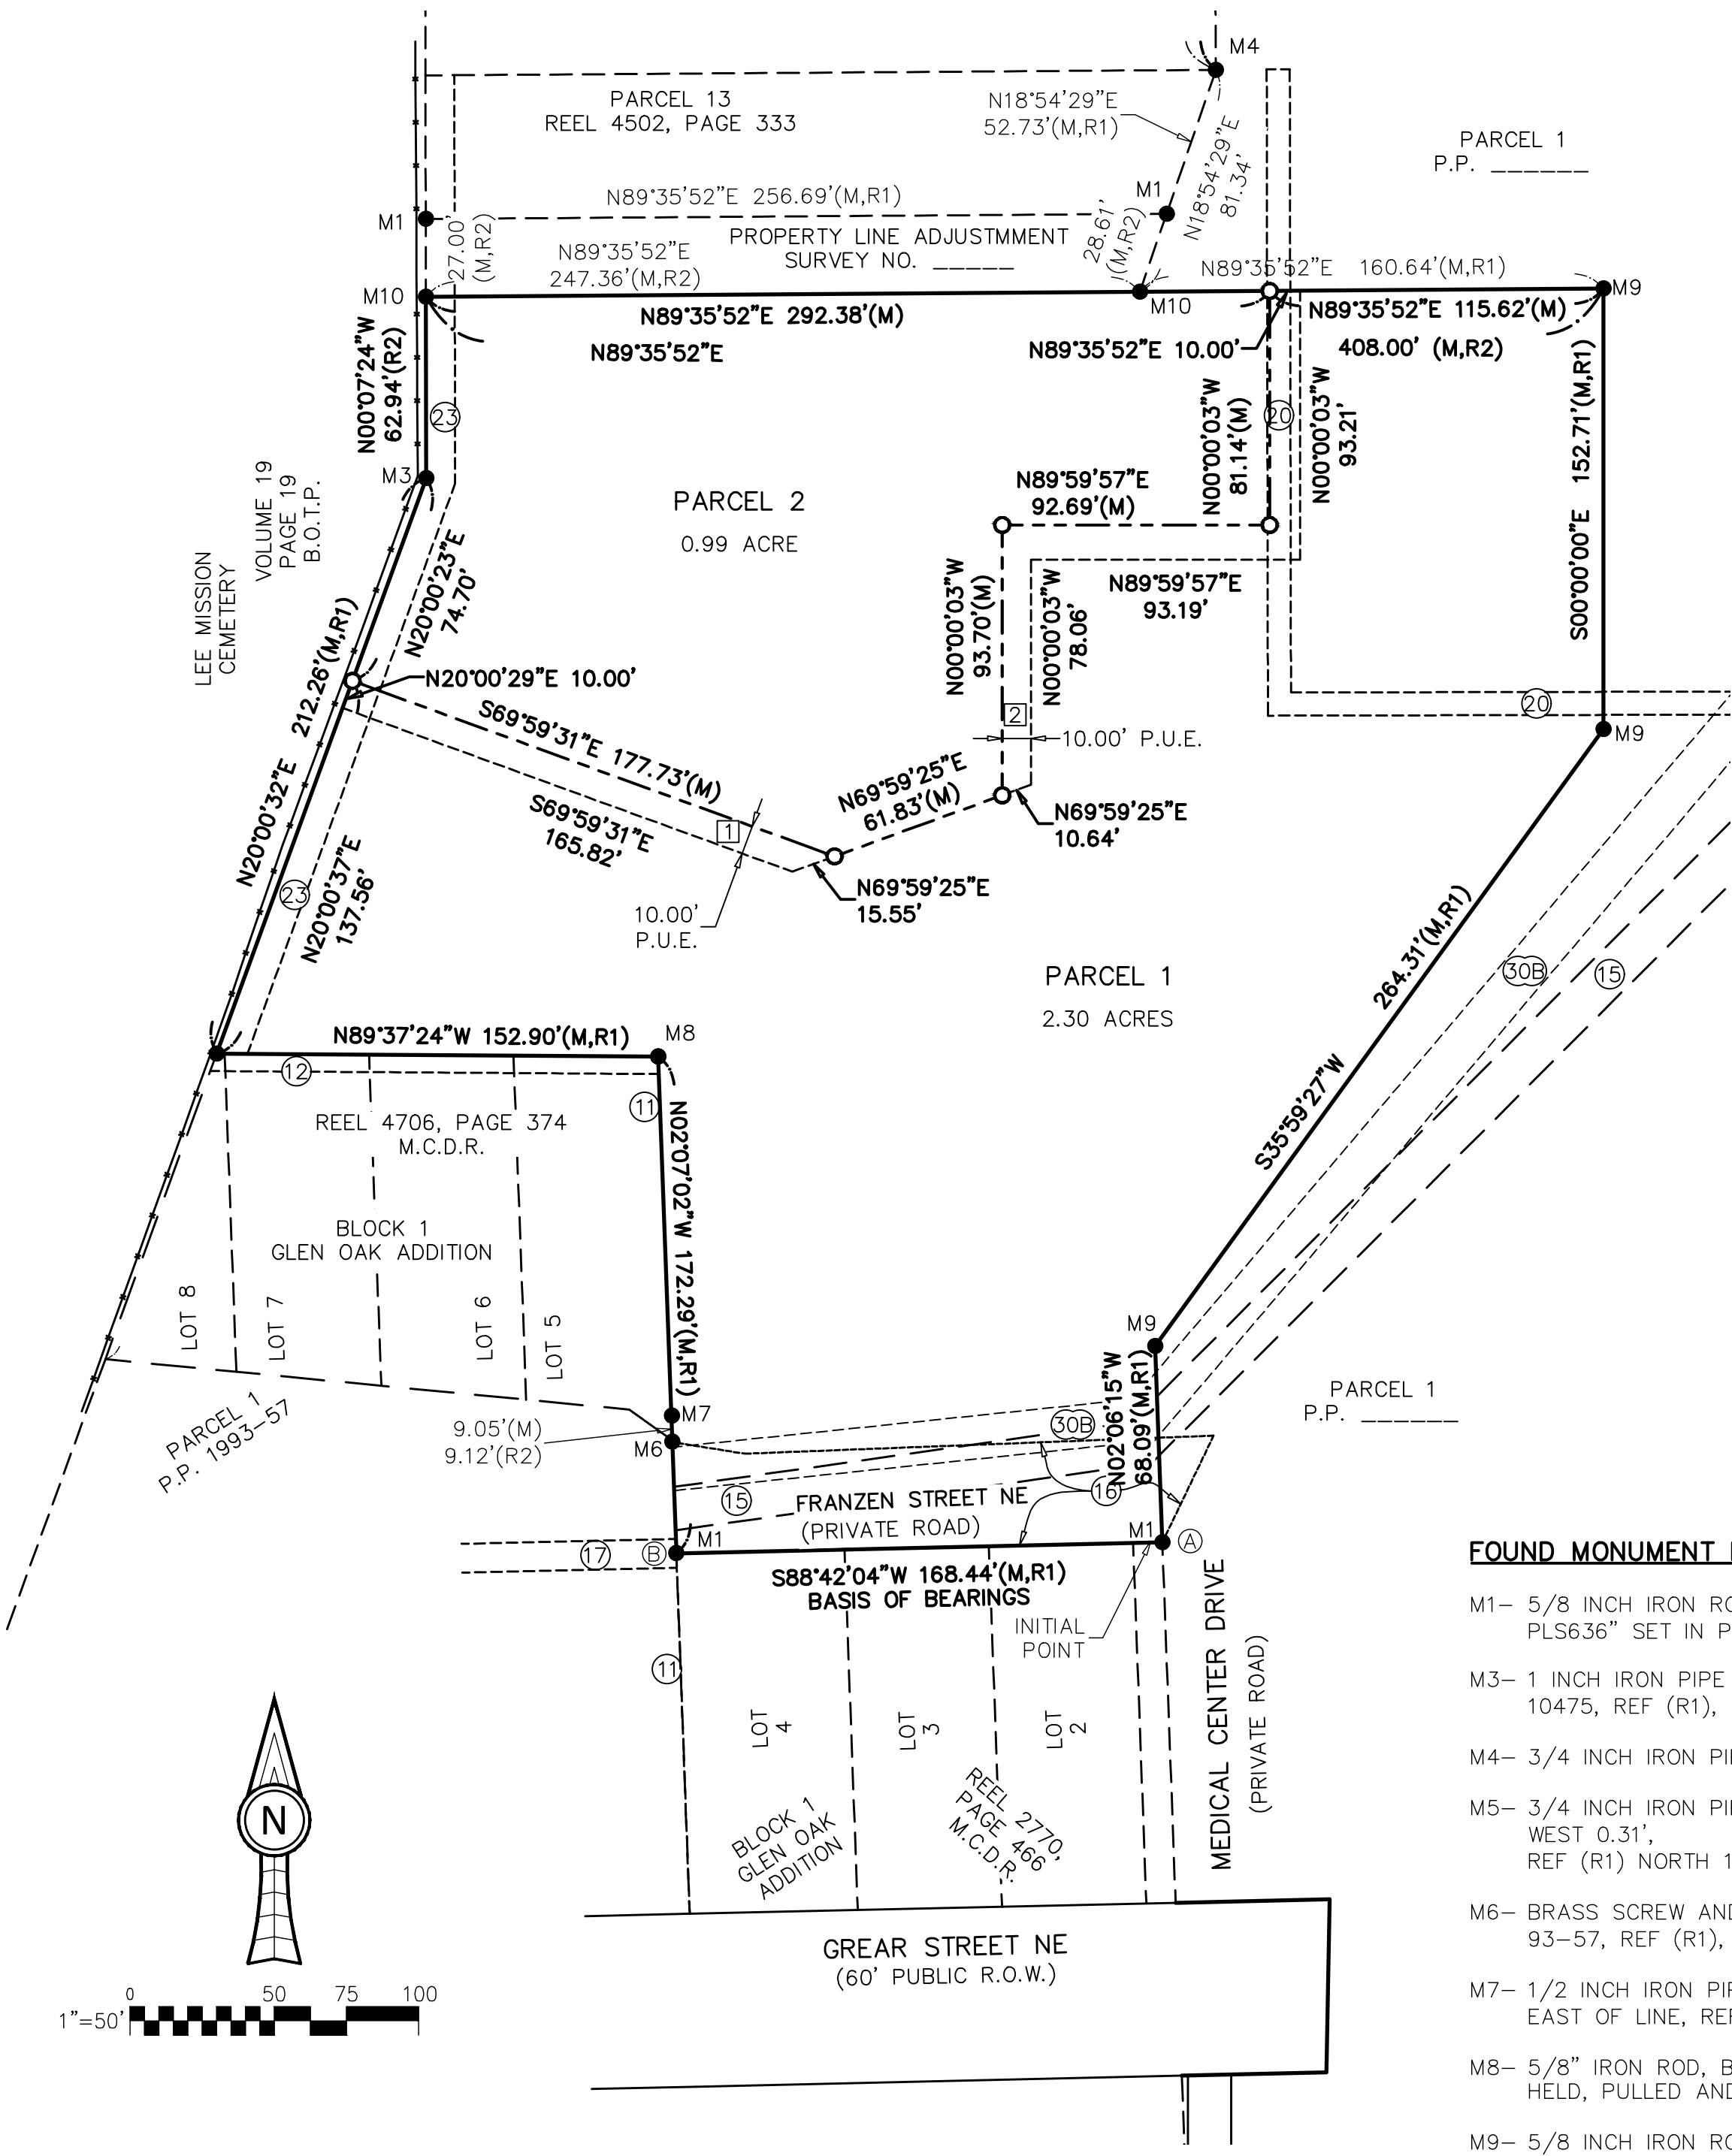 M4
PARCEL 13
REEL 4502, PAGE 333
N18°54'29"E
52.73'(M,R1)
PARCEL 1
P.P. ______
N18°54'29"E
81.34'
M1
N89°35'52"E 256.69'(M,R1)
M1
27.00'
(M,R2)
PROPERTY LINE ADJUSTMMENT
SURVEY NO. _____
N89°35'52"E
247.36'(M,R2)
28.61'
(M,R2)
N89°35'52"E 160.64'(M,R1)
M10
M10
M9
N89°35'52"E 292.38'(M)
N89°35'52"E 115.62'(M)
N89°35'52"E
N89°35'52"E 10.00'
408.00' (M,R2)
N00°07'24"W
62.94'(R2)
23
N00°00'03"W
81.14'(M)
20
N00°00'03"W
93.21'
S00°00'00"E 152.71'(M,R1)
M3
VOLUME 19
PAGE 19
B.O.T.P.
LEE MISSION
CEMETERY
PARCEL 2
0.99 ACRE
N89°59'57"E
92.69'(M)
N89°59'57"E
93.19'
N20°00'23"E
74.70'
N00°00'03"W
93.70'(M)
N00°00'03"W
78.06'
N20°00'29"E 10.00'
N20°00'32"E 212.26'(M,R1)
S69°59'31"E 177.73'(M)
2
10.00' P.U.E.
20
M9
S69°59'31"E
165.82'
1
N69°59'25"E
61.83'(M)
N69°59'25"E
10.64'
N69°59'25"E
15.55'
10.00'
P.U.E.
23
N20°00'37"E
137.56'
PARCEL 1
2.30 ACRES
S35°59'27"W 264.31'(M,R1)
30B
15
N89°37'24"W 152.90'(M,R1)
M8
12
11
REEL 4706, PAGE 374
M.C.D.R.
N02°07'02"W 172.29'(M,R1)
BLOCK 1
GLEN OAK ADDITION
LOT 8
LOT 7
LOT 6
LOT 5
M9
PARCEL 1
P.P. 1993-57
M7
9.05'(M)
9.12'(R2)
M6
30B
N02°06'15"W
68.09'(M,R1)
PARCEL 1
P.P. ______
15
FRANZEN STREET NE
(PRIVATE ROAD)
16
17
B
M1
M1
A
S88°42'04"W 168.44'(M,R1)
BASIS OF BEARINGS
INITIAL
POINT
11
LOT
4
LOT
3
LOT
2
MEDICAL CENTER DRIVE
(PRIVATE ROAD)
BLOCK 1
GLEN OAK
ADDITION
REEL 2770,
PAGE 466
M.C.D.R.
GREAR STREET NE
(60' PUBLIC R.O.W.)
N
0 50 75 100
1"=50'
FOUND MONUMENT
M1– 5/8 INCH IRON RO
PLS636" SET IN P
M3– 1 INCH IRON PIPE
10475, REF (R1),
M4– 3/4 INCH IRON PI
M5– 3/4 INCH IRON PI
WEST 0.31',
REF (R1) NORTH 1
M6– BRASS SCREW AND
93–57, REF (R1),
M7– 1/2 INCH IRON PIP
EAST OF LINE, REF
M8– 5/8" IRON ROD, B
HELD, PULLED AND
M9– 5/8 INCH IRON RO